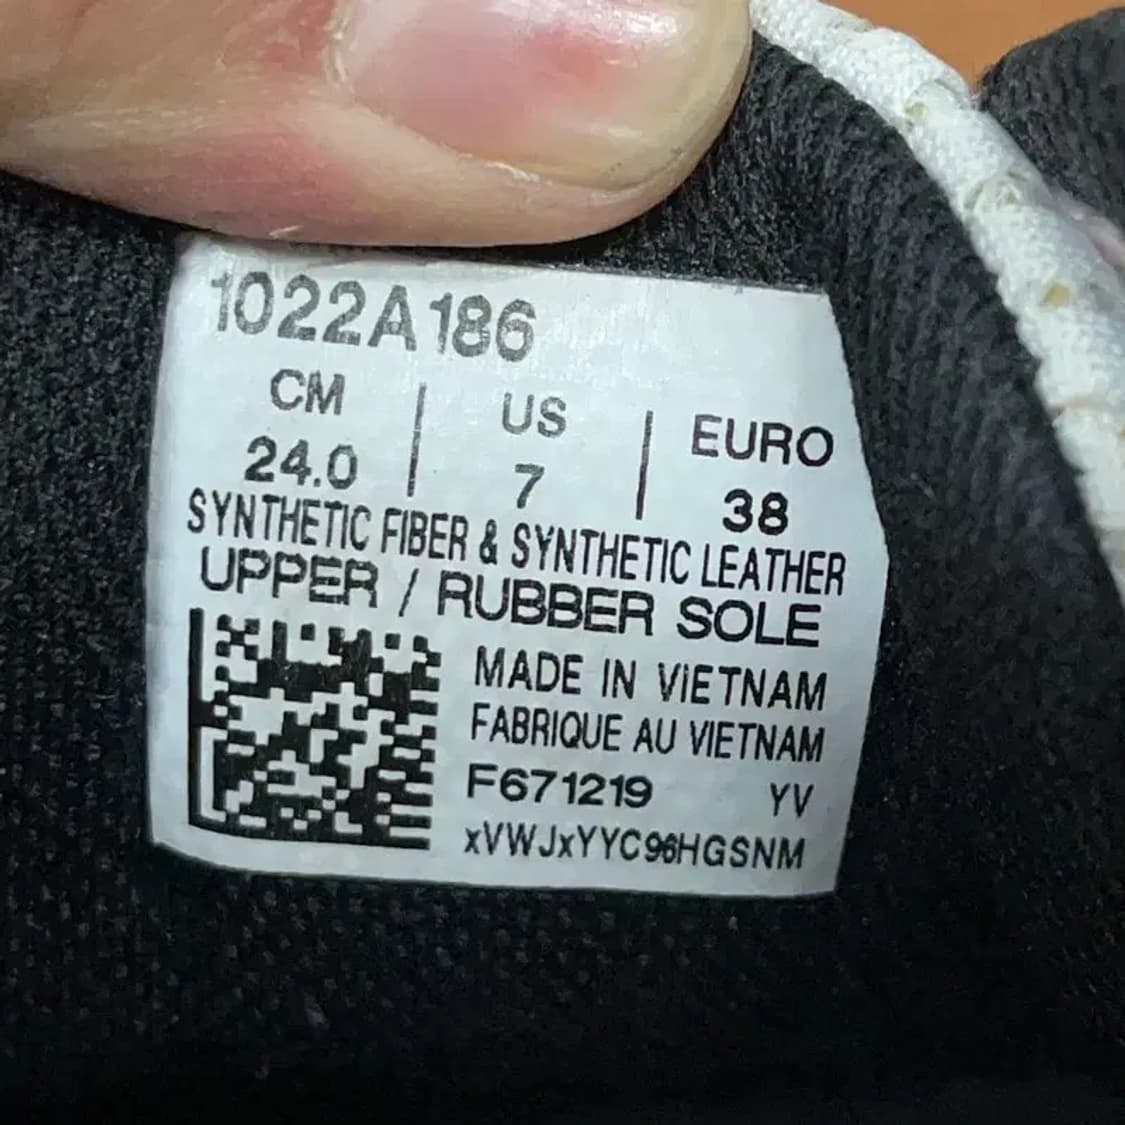 1022A186
CM | US | EURO
24.0 | 7 | 38
SYNTHETIC FIBER & SYNTHETIC LEATHER
UPPER / RUBBER SOLE
MADE IN VIETNAM
FABRIQUE AU VIETNAM
F671219 YV
xVWJxYYC96HGSNM